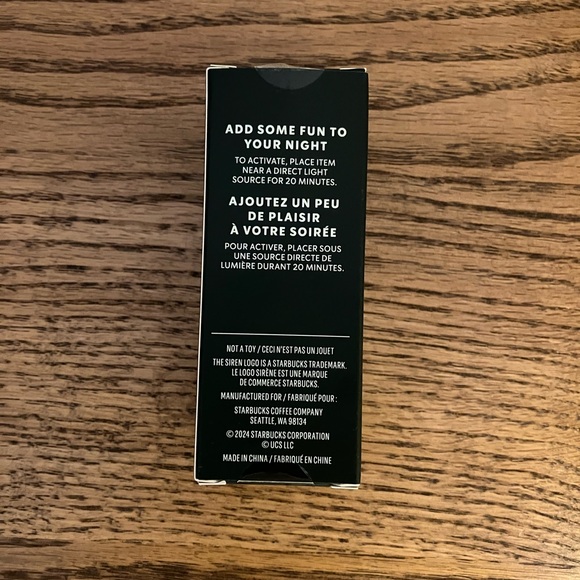 ADD SOME FUN TO
YOUR NIGHT
TO ACTIVATE, PLACE ITEM
NEAR A DIRECT LIGHT
SOURCE FOR 20 MINUTES.
AJOUTEZ UN PEU
DE PLAISIR
À VOTRE SOIRÉE
POUR ACTIVER, PLACER SOUS
UNE SOURCE DIRECTE DE
LUMIÈRE DURANT 20 MINUTES.
NOT A TOY / CECI N'EST PAS UN JOUET
THE SIREN LOGO IS A STARBUCKS TRADEMARK.
LE LOGO SIRÈNE EST UNE MARQUE
DE COMMERCE STARBUCKS.
MANUFACTURED FOR / FABRIQUÉ POUR :
STARBUCKS COFFEE COMPANY
SEATTLE, WA 98134
© 2024 STARBUCKS CORPORATION
© UCS LLC
MADE IN CHINA / FABRIQUÉ EN CHINE